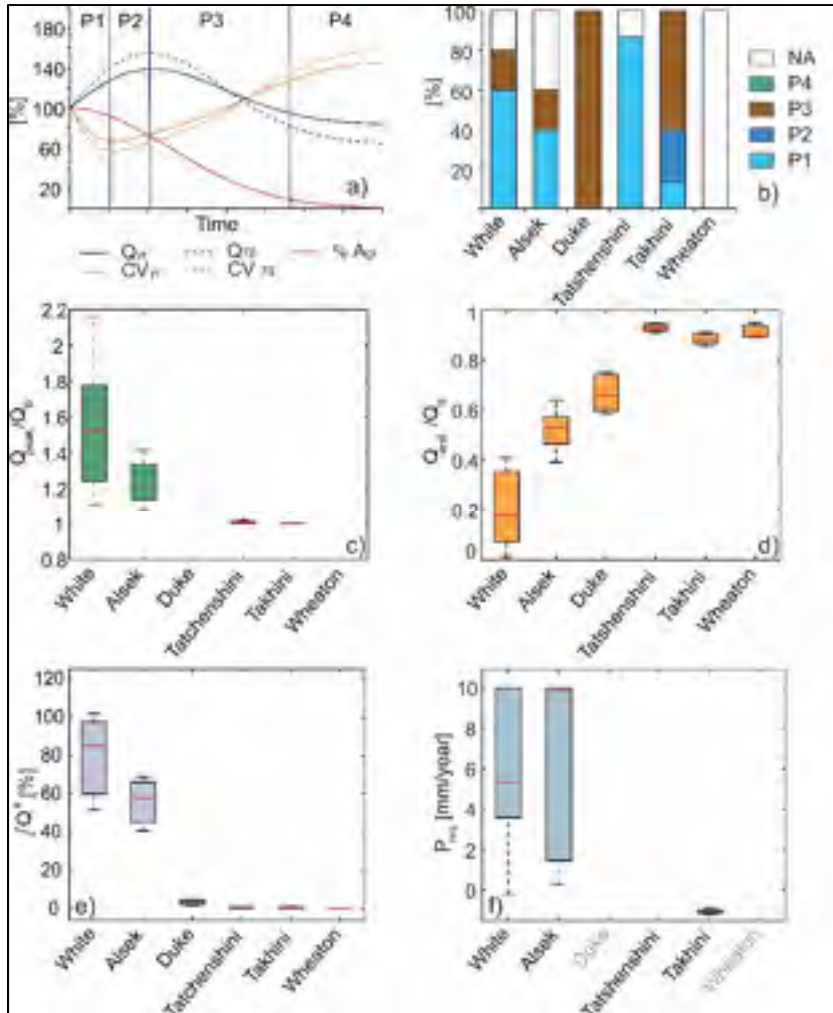 P1 P2 P3 P4
[%]
180
140
100
60
20
a)
Time
CV
CV
[%]
100
80
60
40
20
b)
NA
P4
P3
P2
P1
White
Alsek
Duke
Tatshenshini
Takhini
Wheaton
2.2
2
1.8
1.6
1.4
1.2
1
0.8
c)
White
Alsek
Duke
Tatchenshini
Takhini
Wheaton
1
0.8
0.6
0.4
0.2
0
d)
White
Alsek
Duke
Tatshenshini
Takhini
Wheaton
∫Q* [%]
120
100
80
60
40
20
0
e)
White
Alsek
Duke
Tatchenshini
Takhini
Wheaton
[mm/year]
10
8
6
4
2
0
f)
White
Alsek
Duke
Tatshenshini
Takhini
Wheaton